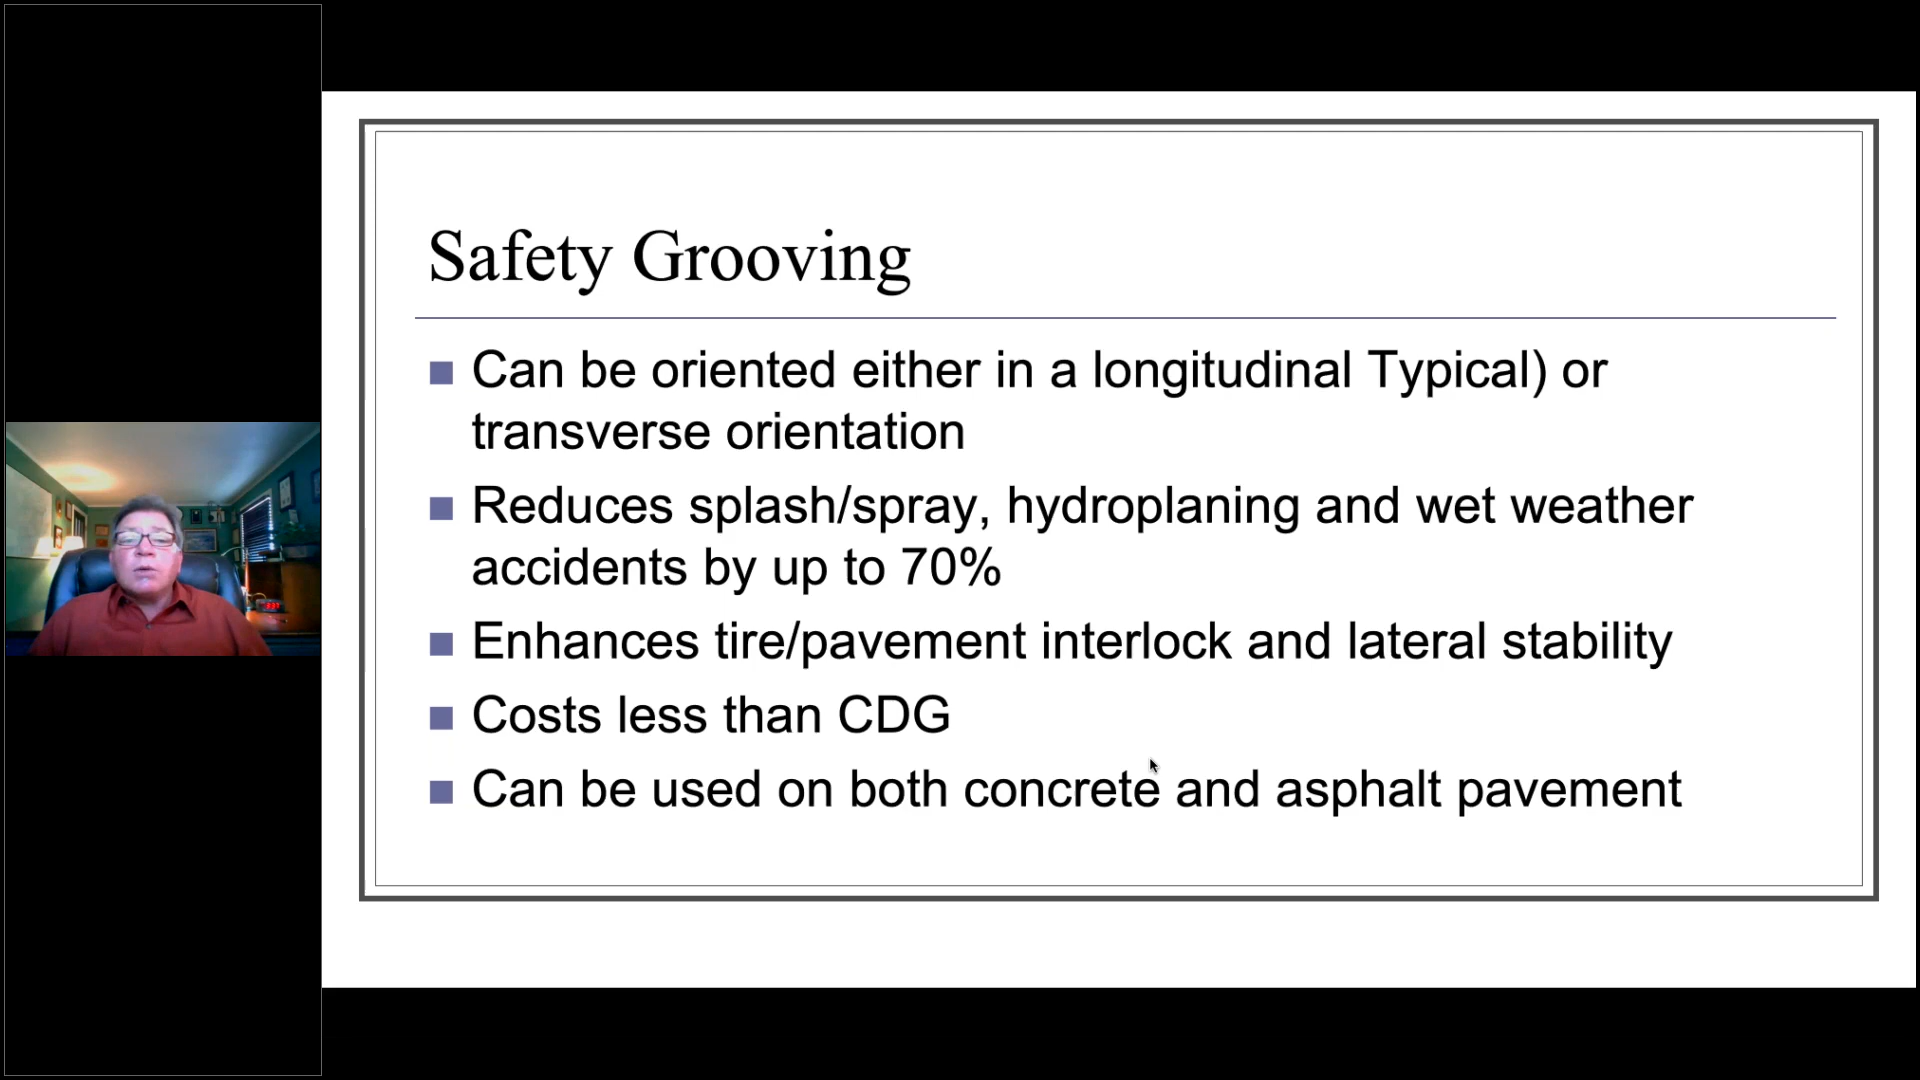 Safety Grooving
Can be oriented either in a longitudinal Typical) or
transverse orientation
Reduces splash/spray, hydroplaning and wet weather
accidents by up to 70%
Enhances tire/pavement interlock and lateral stability
Costs less than CDG
Can be used on both concrete and asphalt pavement